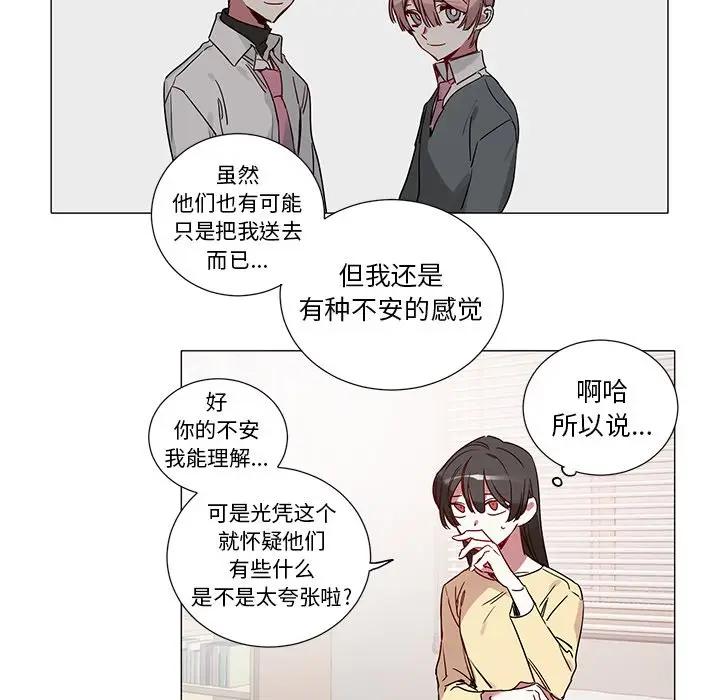 虽然
他们也有可能
只是把我送去
而已...
但我还是
有种不安的感觉
啊哈
所以说...
好
你的不安
我能理解...
可是光凭这个
就怀疑他们
有些什么
是不是太夸张啦?